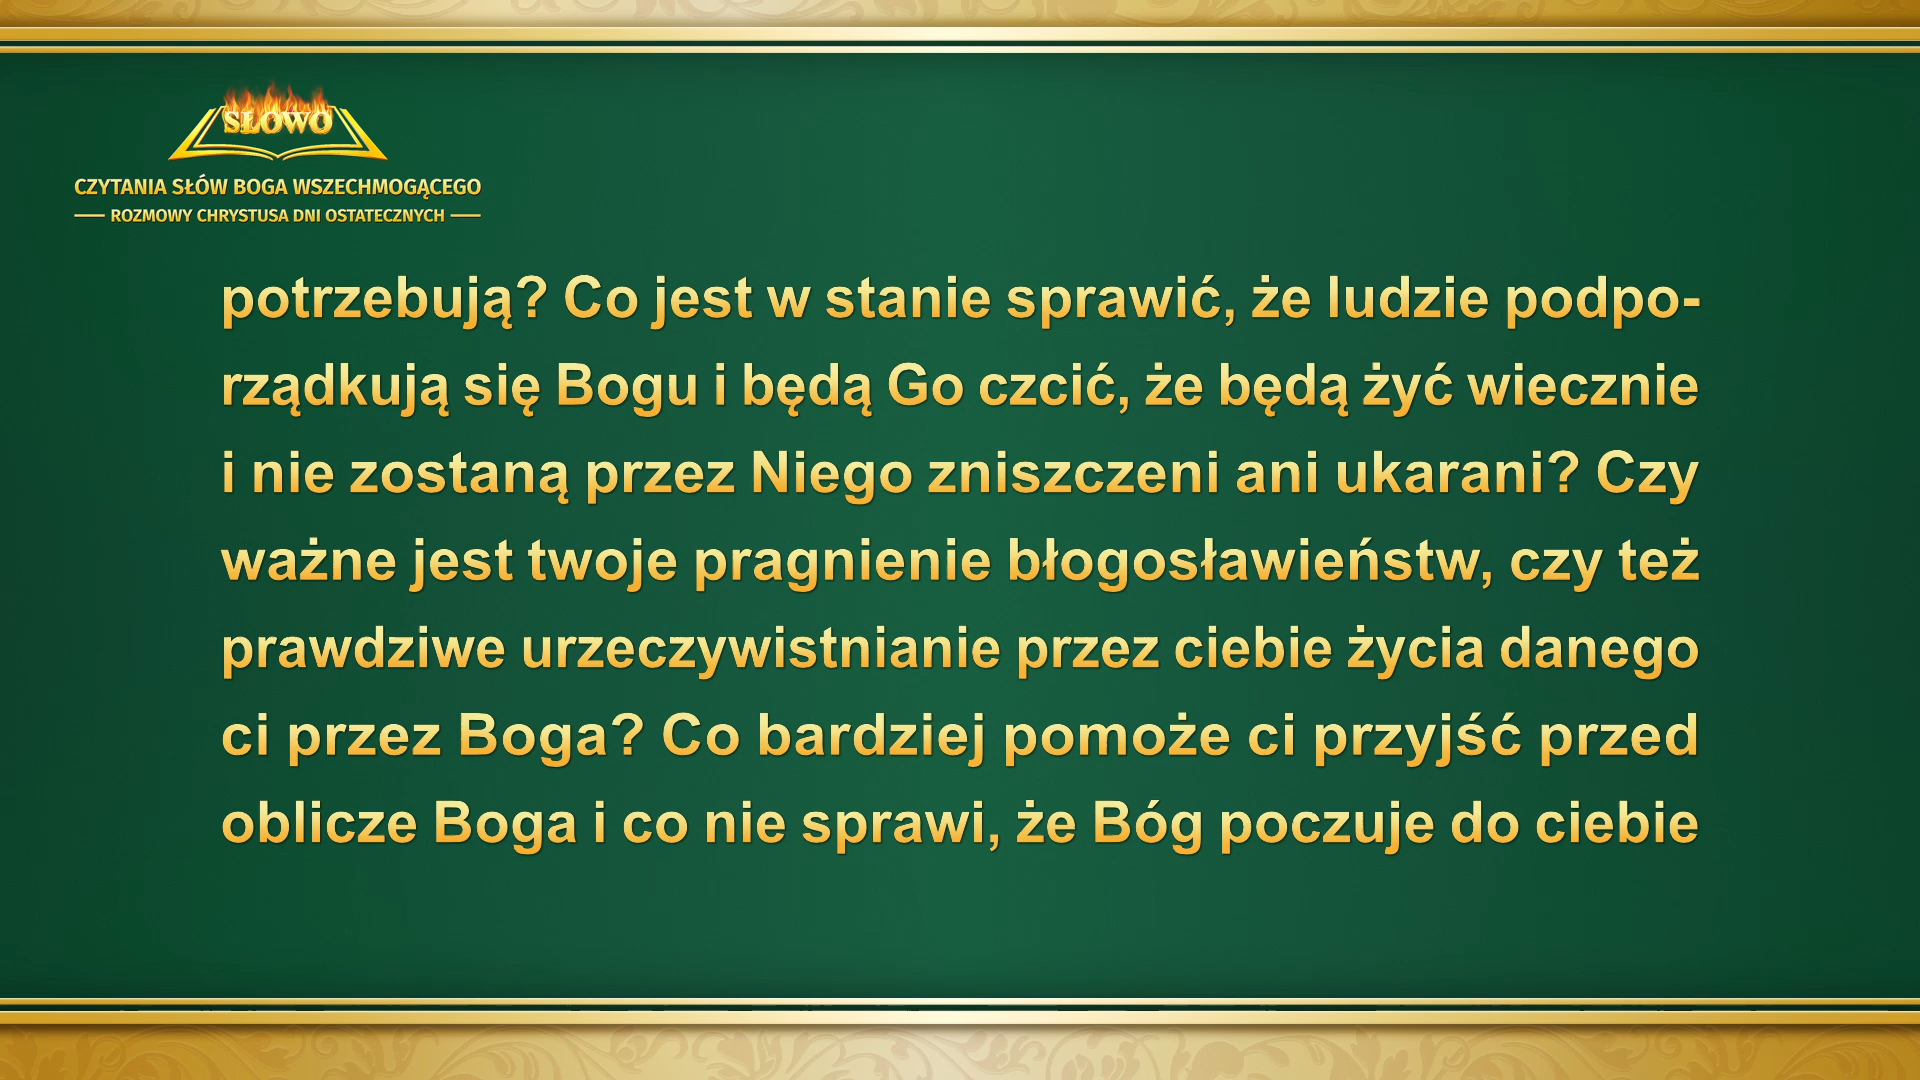 SŁOWO
CZYTANIA SŁÓW BOGA WSZECHMOGĄCEGO
ROZMOWY CHRYSTUSA DNI OSTATECZNYCH
potrzebują? Co jest w stanie sprawić, że ludzie podpo-
rządkują się Bogu i będą Go czcić, że będą żyć wiecznie
i nie zostaną przez Niego zniszczeni ani ukarani? Czy
ważne jest twoje pragnienie błogosławieństw, czy też
prawdziwe urzeczywistnianie przez ciebie życia danego
ci przez Boga? Co bardziej pomoże ci przyjść przed
oblicze Boga i co nie sprawi, że Bóg poczuje do ciebie